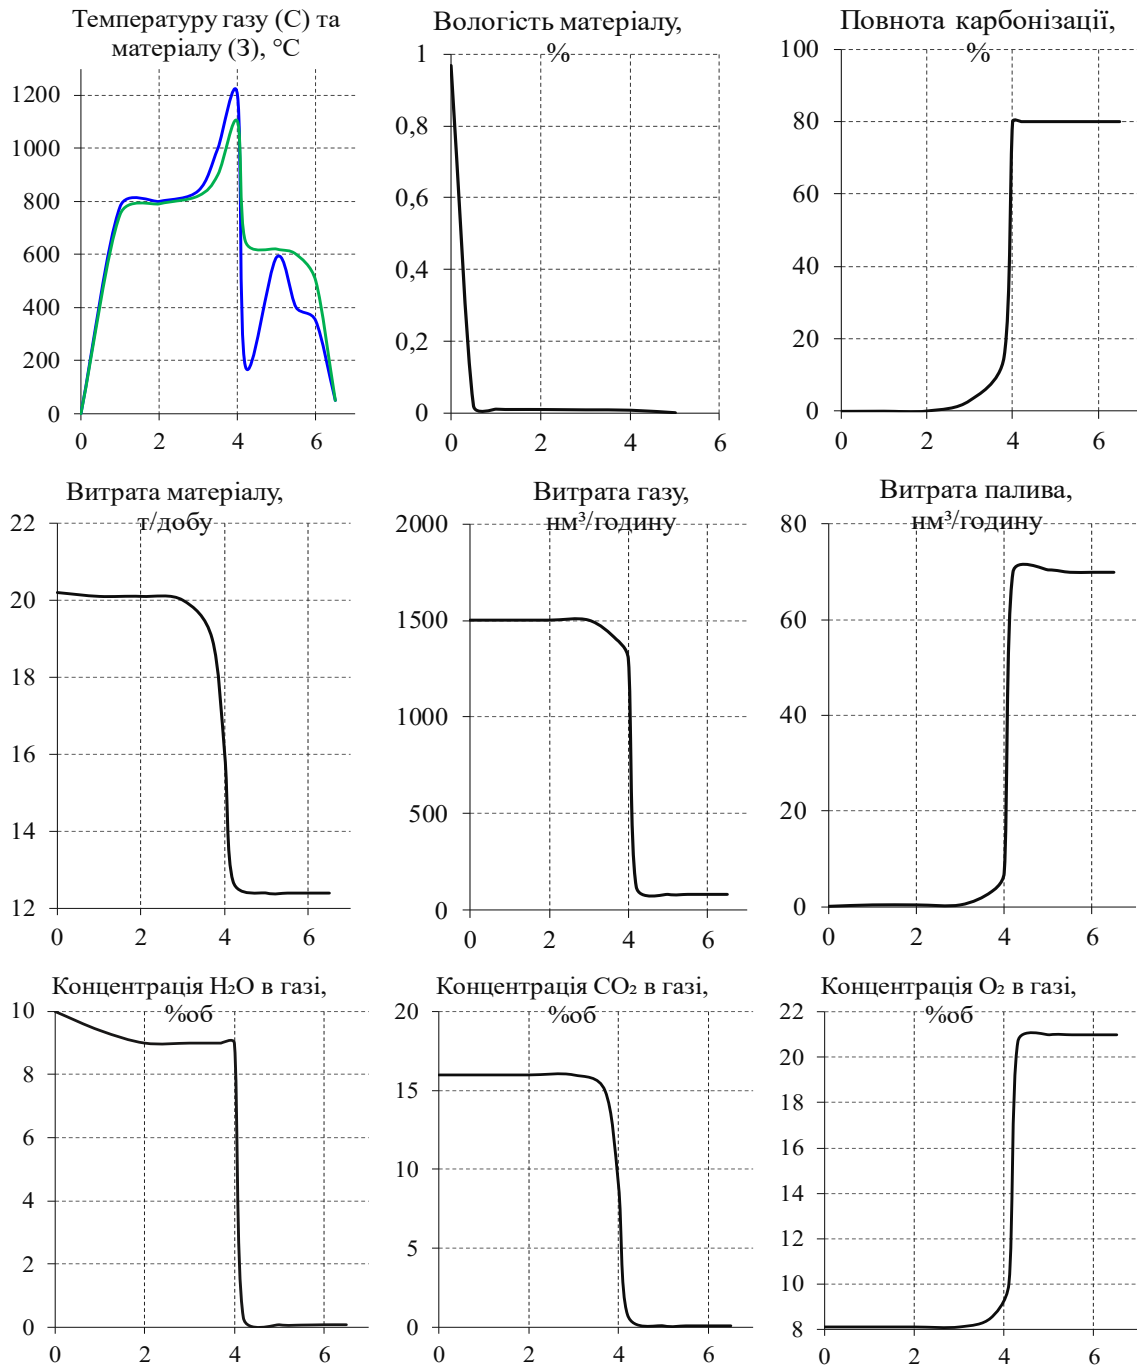 Температуру газу (С) та
матеріалу (З), °С
1200
1000
800
600
400
200
0
0 2 4 6
Вологість матеріалу,
%
1
0,8
0,6
0,4
0,2
0
0 2 4 6
Повнота карбонізації,
%
100
80
60
40
20
0
0 2 4 6
Витрата матеріалу,
т/добу
22
20
18
16
14
12
0 2 4 6
Витрата газу,
нм³/годину
2000
1500
1000
500
0
0 2 4 6
Витрата палива,
нм³/годину
80
60
40
20
0
0 2 4 6
Концентрація H₂O в газі,
%об
10
8
6
4
2
0
0 2 4 6
Концентрація CO₂ в газі,
%об
20
15
10
5
0
0 2 4 6
Концентрація O₂ в газі,
%об
22
20
18
16
14
12
10
8
0 2 4 6